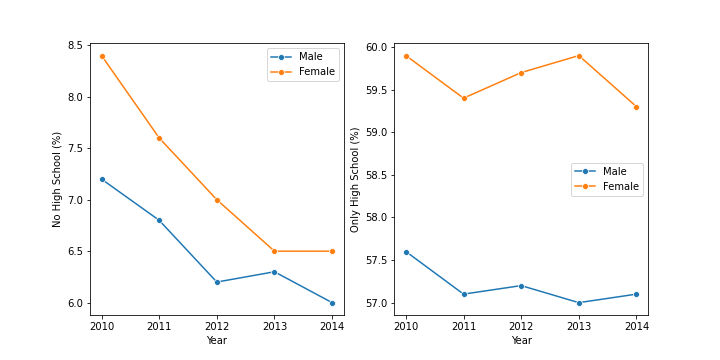 No High School (%)
8.5
8.0
7.5
7.0
6.5
6.0
2010 2011 2012 2013 2014
Year
Male
Female
Only High School (%)
60.0
59.5
59.0
58.5
58.0
57.5
57.0
2010 2011 2012 2013 2014
Year
Male
Female